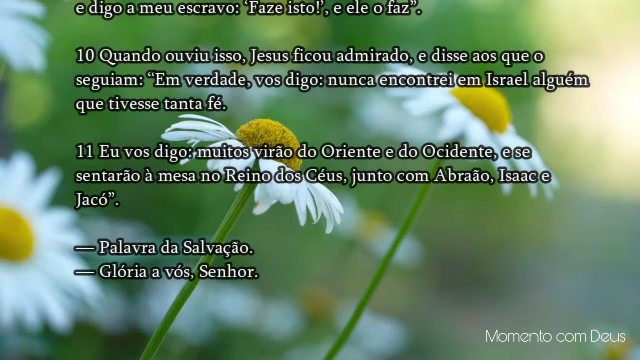 e digo a meu escravo: ‘Faze isto!’, e ele o faz”.
10 Quando ouviu isso, Jesus ficou admirado, e disse aos que o
seguiam: “Em verdade, vos digo: nunca encontrei em Israel alguém
que tivesse tanta fé.
11 Eu vos digo: muitos virão do Oriente e do Ocidente, e se
sentarão à mesa no Reino dos Céus, junto com Abraão, Isaac e
Jacó”.
— Palavra da Salvação.
— Glória a vós, Senhor.
Momento com Deus